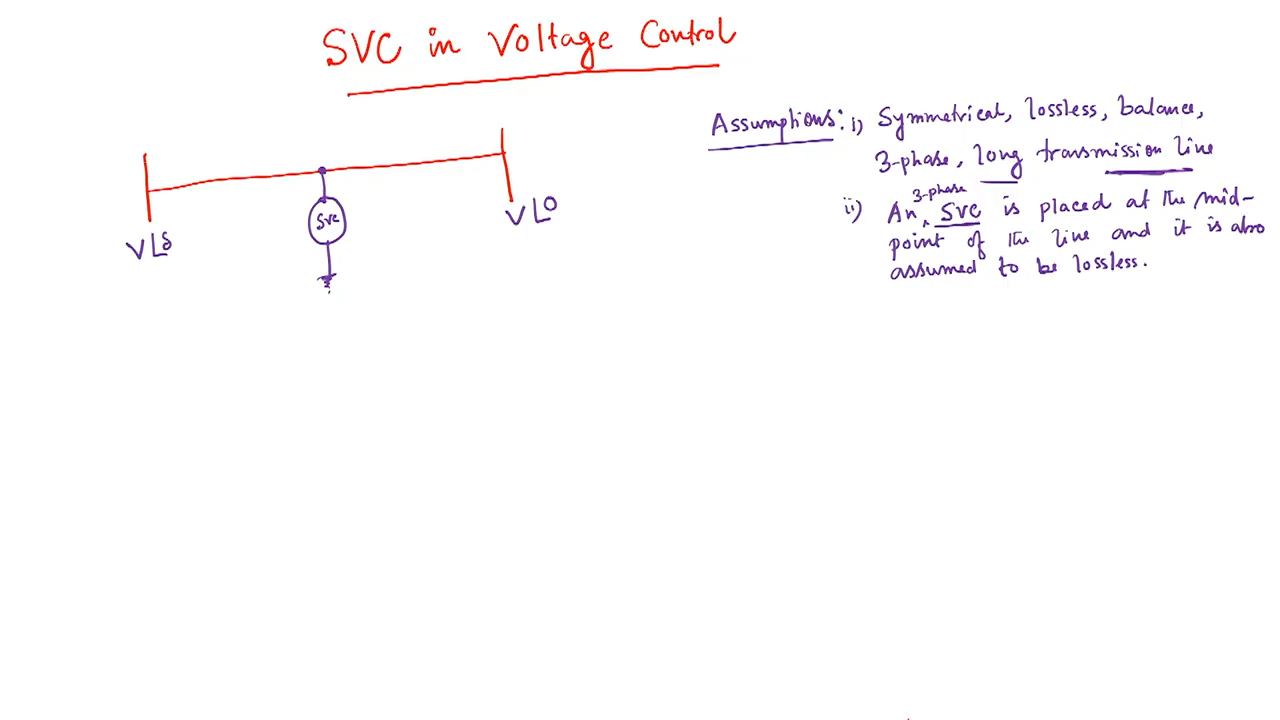 SVC in Voltage Control
Assumptions: i) Symmetrical, lossless, balance,
3-phase, long transmission line
3-phase
ii) An SVC is placed at the mid-
point of the line and it is also
assumed to be lossless.
V∠δ
SVC
V∠0